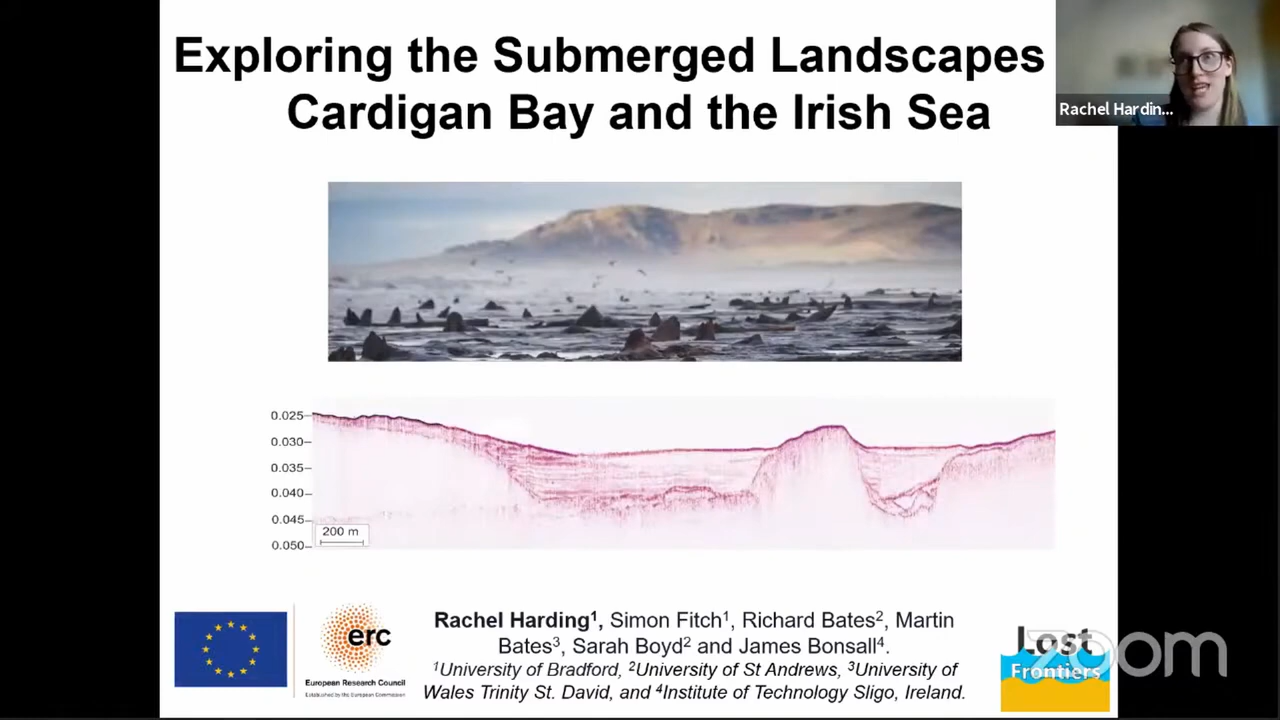 Exploring the Submerged Landscapes
Cardigan Bay and the Irish Sea
Rachel Hardin...
0.025
0.030
0.035
0.040
0.045
0.050
200 m
erc
European Research Council
Established by the European Commission
Rachel Harding¹, Simon Fitch¹, Richard Bates², Martin
Bates³, Sarah Boyd² and James Bonsall⁴.
¹University of Bradford, ²University of St Andrews, ³University of
Wales Trinity St. David, and ⁴Institute of Technology Sligo, Ireland.
Lost
Frontiers
zoom